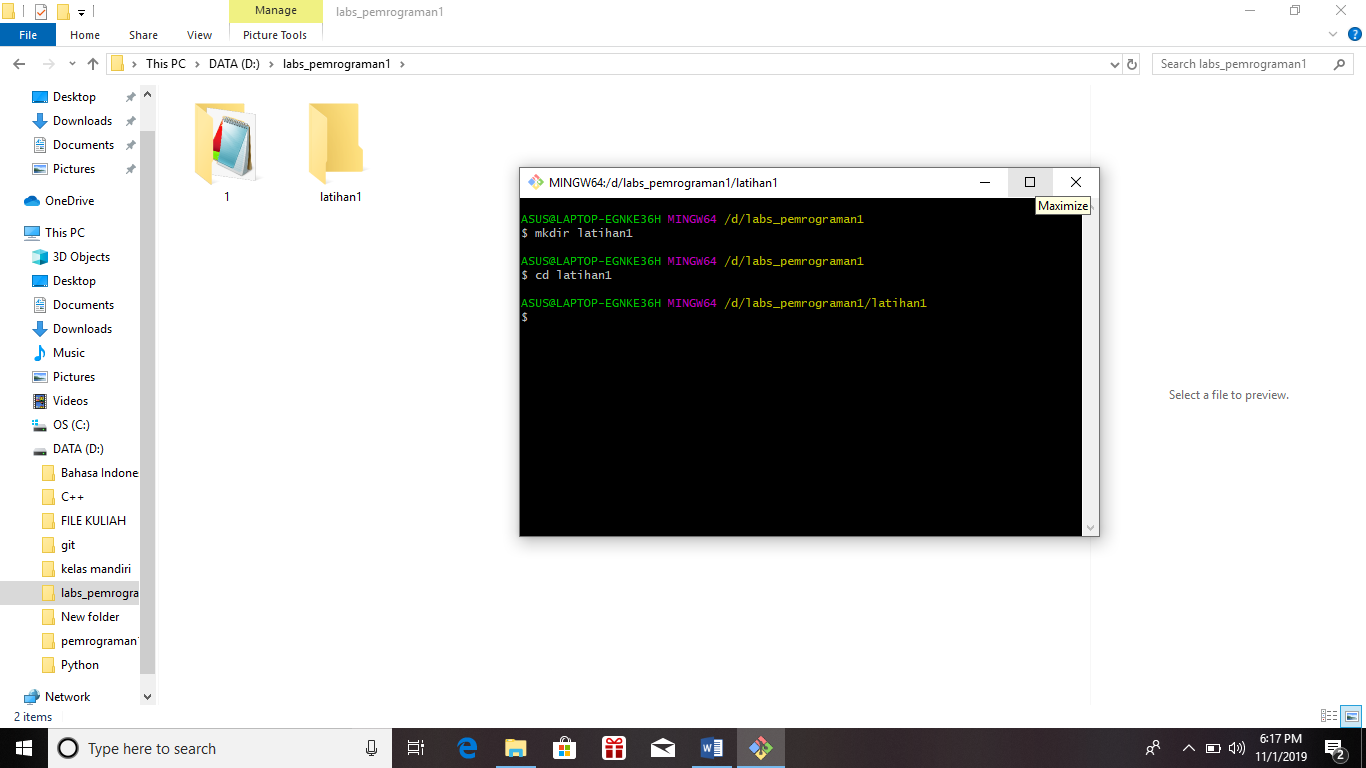 Manage
labs_pemrograman1
File
Home
Share
View
Picture Tools
This PC
DATA (D:)
labs_pemrograman1
Search labs_pemrograman1
Desktop
Downloads
Documents
Pictures
OneDrive
This PC
3D Objects
Desktop
Documents
Downloads
Music
Pictures
Videos
OS (C:)
DATA (D:)
Bahasa Indone
C++
FILE KULIAH
git
kelas mandiri
labs_pemrogra
New folder
pemrograman
Python
Network
2 items
1
latihan1
MINGW64:/d/labs_pemrograman1/latihan1
Maximize
ASUS@LAPTOP-EGNKE36H MINGW64 /d/labs_pemrograman1
$ mkdir latihan1
ASUS@LAPTOP-EGNKE36H MINGW64 /d/labs_pemrograman1
$ cd latihan1
ASUS@LAPTOP-EGNKE36H MINGW64 /d/labs_pemrograman1/latihan1
$
Select a file to preview.
Type here to search
6:17 PM
11/1/2019
2